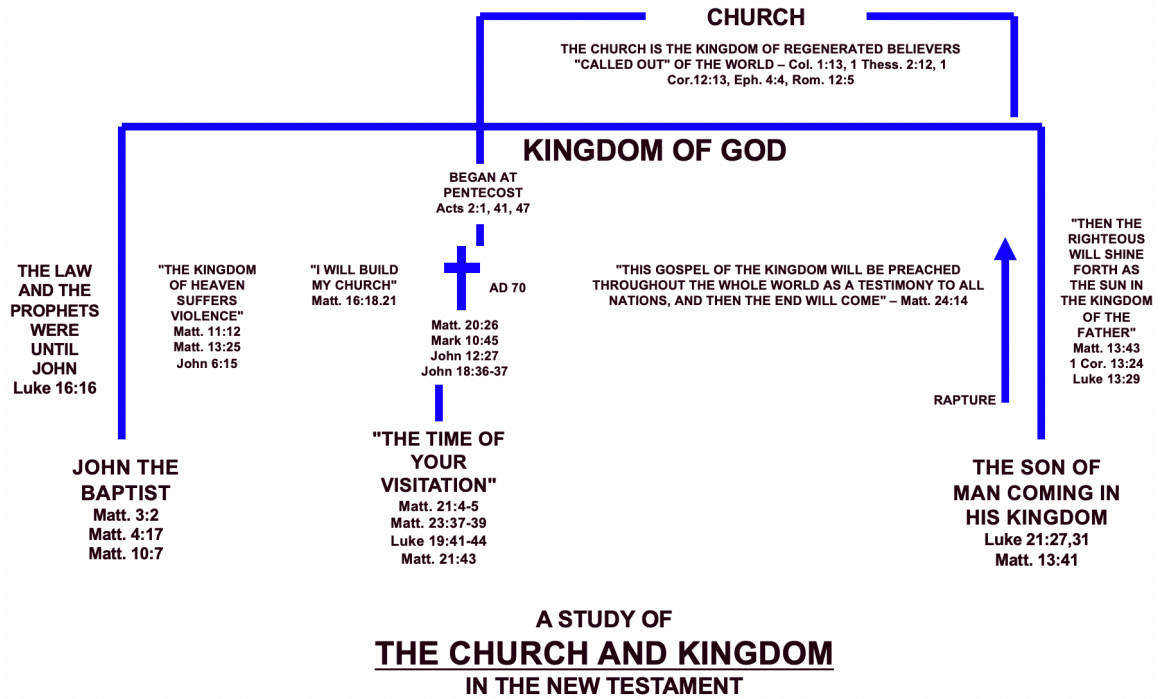 CHURCH
THE CHURCH IS THE KINGDOM OF REGENERATED BELIEVERS
"CALLED OUT" OF THE WORLD – Col. 1:13, 1 Thess. 2:12, 1
Cor.12:13, Eph. 4:4, Rom. 12:5
KINGDOM OF GOD
BEGAN AT
PENTECOST
Acts 2:1, 41, 47
THE LAW
AND THE
PROPHETS
WERE
UNTIL
JOHN
Luke 16:16
"THE KINGDOM
OF HEAVEN
SUFFERS
VIOLENCE"
Matt. 11:12
Matt. 13:25
John 6:15
"I WILL BUILD
MY CHURCH"
Matt. 16:18.21
AD 70
Matt. 20:26
Mark 10:45
John 12:27
John 18:36-37
"THIS GOSPEL OF THE KINGDOM WILL BE PREACHED
THROUGHOUT THE WHOLE WORLD AS A TESTIMONY TO ALL
NATIONS, AND THEN THE END WILL COME" – Matt. 24:14
RAPTURE
"THEN THE
RIGHTEOUS
WILL SHINE
FORTH AS
THE SUN IN
THE KINGDOM
OF THE
FATHER"
Matt. 13:43
1 Cor. 13:24
Luke 13:29
JOHN THE
BAPTIST
Matt. 3:2
Matt. 4:17
Matt. 10:7
"THE TIME OF
YOUR
VISITATION"
Matt. 21:4-5
Matt. 23:37-39
Luke 19:41-44
Matt. 21:43
THE SON OF
MAN COMING IN
HIS KINGDOM
Luke 21:27,31
Matt. 13:41
A STUDY OF
THE CHURCH AND KINGDOM
IN THE NEW TESTAMENT